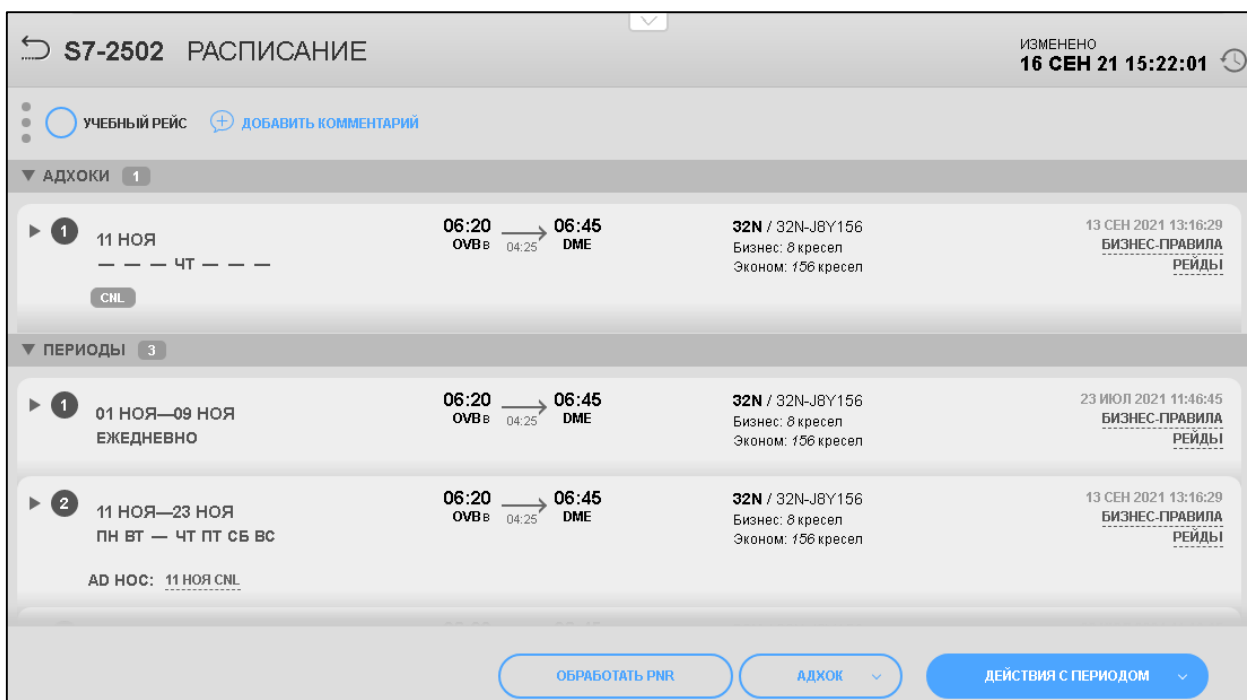 S7-2502 РАСПИСАНИЕ
ИЗМЕНЕНО
16 СЕН 21 15:22:01
УЧЕБНЫЙ РЕЙС ДОБАВИТЬ КОММЕНТАРИЙ
АДХОКИ 1
1 11 НОЯ
— — — ЧТ — — —
CNL
06:20 06:45
OVB B 04:25 DME
32N / 32N-J8Y156
Бизнес: 8 кресел
Эконом: 156 кресел
13 СЕН 2021 13:16:29
БИЗНЕС-ПРАВИЛА
РЕЙДЫ
ПЕРИОДЫ 3
1 01 НОЯ—09 НОЯ
ЕЖЕДНЕВНО
06:20 06:45
OVB B 04:25 DME
32N / 32N-J8Y156
Бизнес: 8 кресел
Эконом: 156 кресел
23 ИЮЛ 2021 11:46:45
БИЗНЕС-ПРАВИЛА
РЕЙДЫ
2 11 НОЯ—23 НОЯ
ПН ВТ — ЧТ ПТ СБ ВС
AD HOC: 11 НОЯ CNL
06:20 06:45
OVB B 04:25 DME
32N / 32N-J8Y156
Бизнес: 8 кресел
Эконом: 156 кресел
13 СЕН 2021 13:16:29
БИЗНЕС-ПРАВИЛА
РЕЙДЫ
ОБРАБОТАТЬ PNR АДХОК ДЕЙСТВИЯ С ПЕРИОДОМ